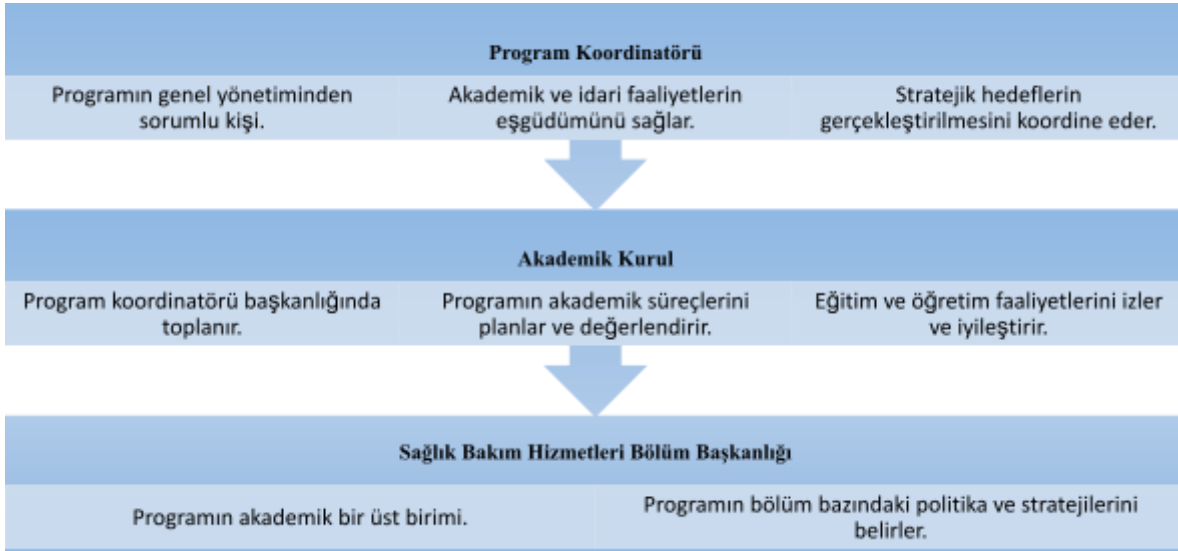 Program Koordinatörü
Programın genel yönetiminden
sorumlu kişi.
Akademik ve idari faaliyetlerin
eşgüdümünü sağlar.
Stratejik hedeflerin
gerçekleştirilmesini koordine eder.
Akademik Kurul
Program koordinatörü başkanlığında
toplanır.
Programın akademik süreçlerini
planlar ve değerlendirir.
Eğitim ve öğretim faaliyetlerini izler
ve iyileştirir.
Sağlık Bakım Hizmetleri Bölüm Başkanlığı
Programın akademik bir üst birimi.
Programın bölüm bazındaki politika ve stratejilerini
belirler.